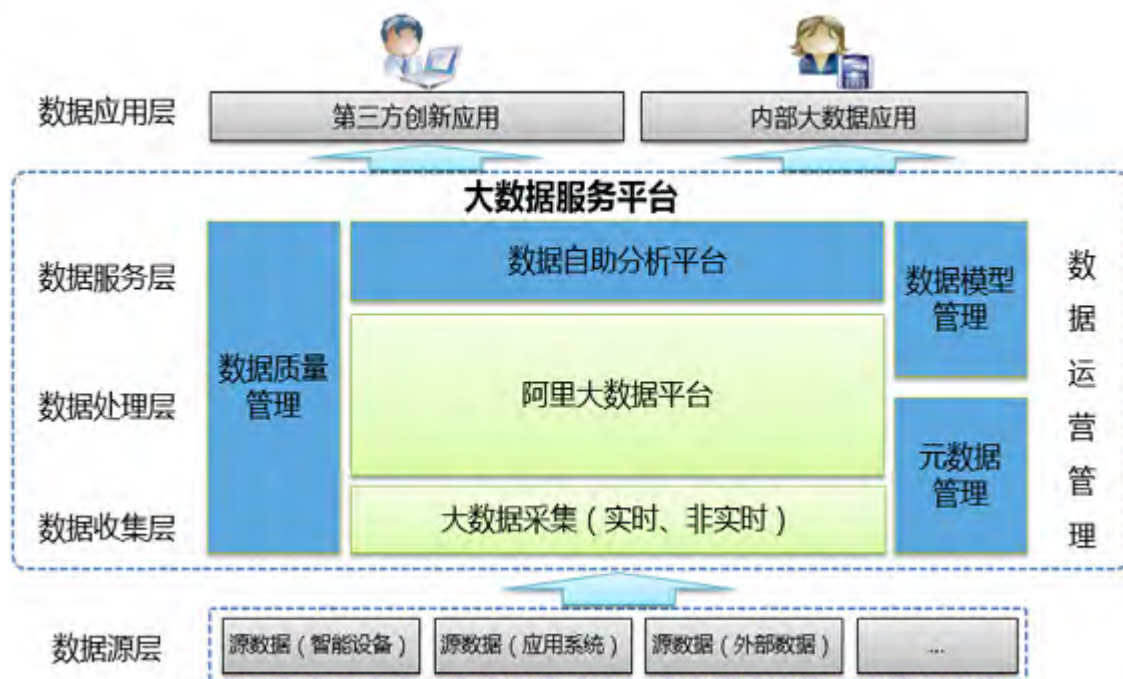 数据应用层
第三方创新应用
内部大数据应用
大数据服务平台
数据服务层
数据自助分析平台
数据模型
管理
数据质量
管理
数据处理层
阿里大数据平台
元数据
管理
数据收集层
大数据采集（实时、非实时）
数
据
运
营
管
理
数据源层
源数据（智能设备）
源数据（应用系统）
源数据（外部数据）
...